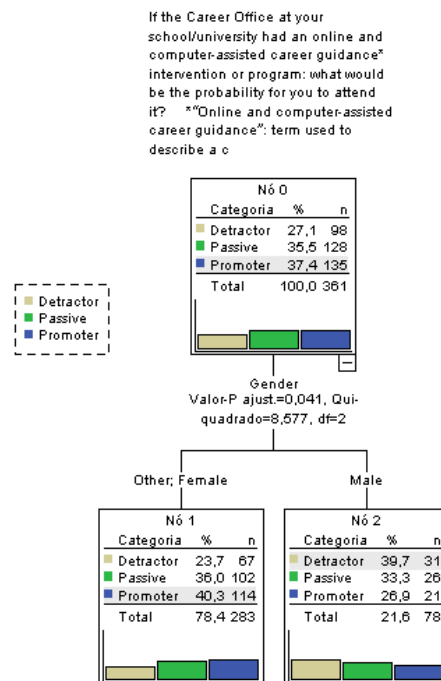 If the Career Office at your
school/university had an online and
computer-assisted career guidance*
intervention or program: what would
be the probability for you to attend
it? *"Online and computer-assisted
career guidance": term used to
describe a c
Nó 0
Categoria % n
Detractor 27,1 98
Passive 35,5 128
Promoter 37,4 135
Total 100,0 361
Detractor
Passive
Promoter
Gender
Valor-P ajust.=0,041, Qui-
quadrado=8,577, df=2
Other; Female
Male
Nó 1
Categoria % n
Detractor 23,7 67
Passive 36,0 102
Promoter 40,3 114
Total 78,4 283
Nó 2
Categoria % n
Detractor 39,7 31
Passive 33,3 26
Promoter 26,9 21
Total 21,6 78